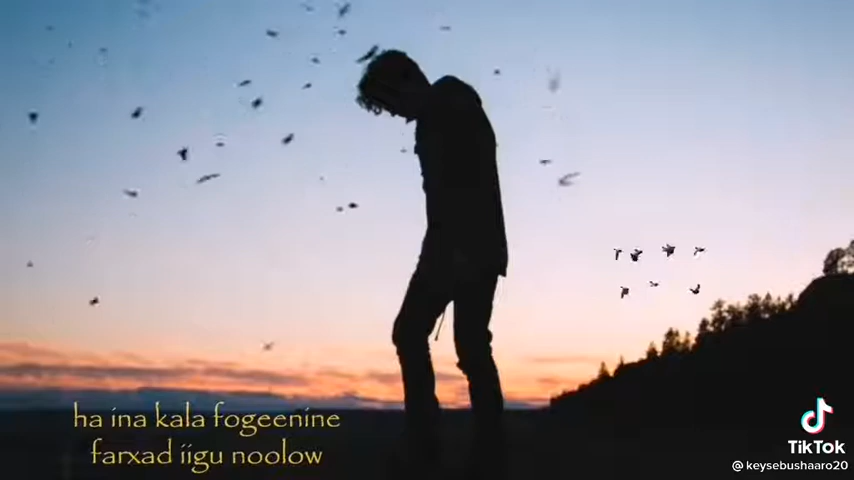 ha ina kala fogeenine
farxad iigu noolow
TikTok
@keysebushaaro20